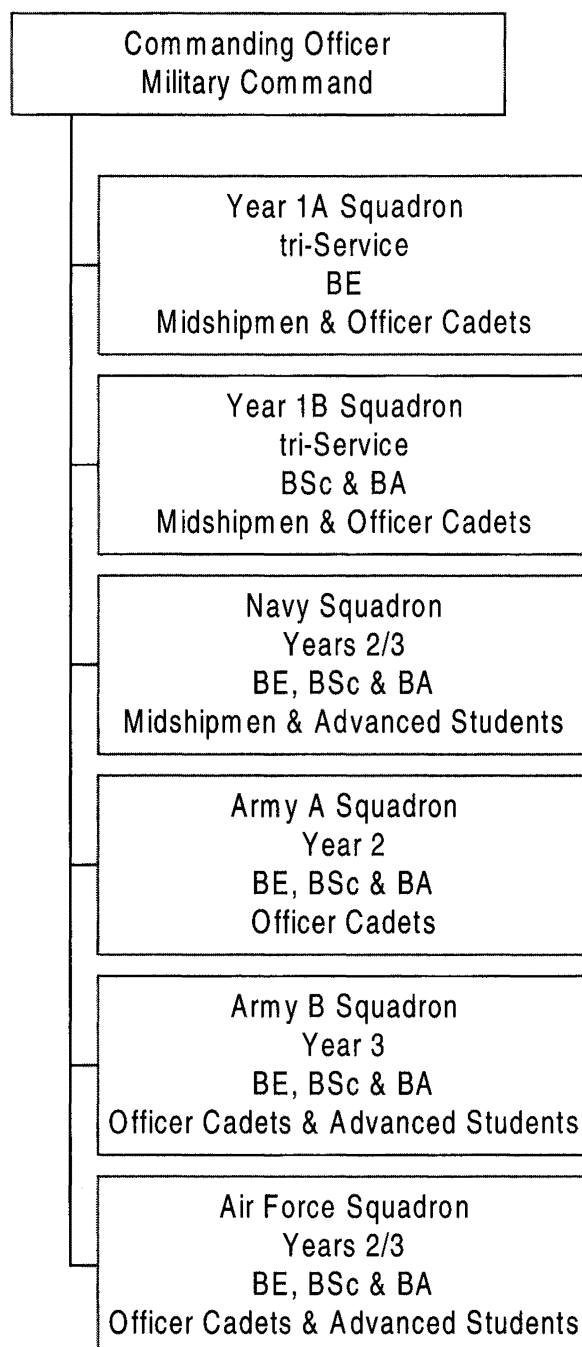 Commanding Officer
Military Command
Year 1A Squadron
tri-Service
BE
Midshipmen & Officer Cadets
Year 1B Squadron
tri-Service
BSc & BA
Midshipmen & Officer Cadets
Navy Squadron
Years 2/3
BE, BSc & BA
Midshipmen & Advanced Students
Army A Squadron
Year 2
BE, BSc & BA
Officer Cadets
Army B Squadron
Year 3
BE, BSc & BA
Officer Cadets & Advanced Students
Air Force Squadron
Years 2/3
BE, BSc & BA
Officer Cadets & Advanced Students